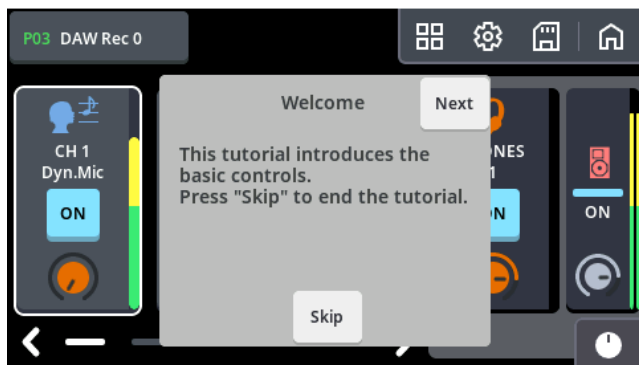 P03 DAW Rec 0
Welcome
Next
CH 1
Dyn.Mic
ON
This tutorial introduces the
basic controls.
Press "Skip" to end the tutorial.
Skip
ON